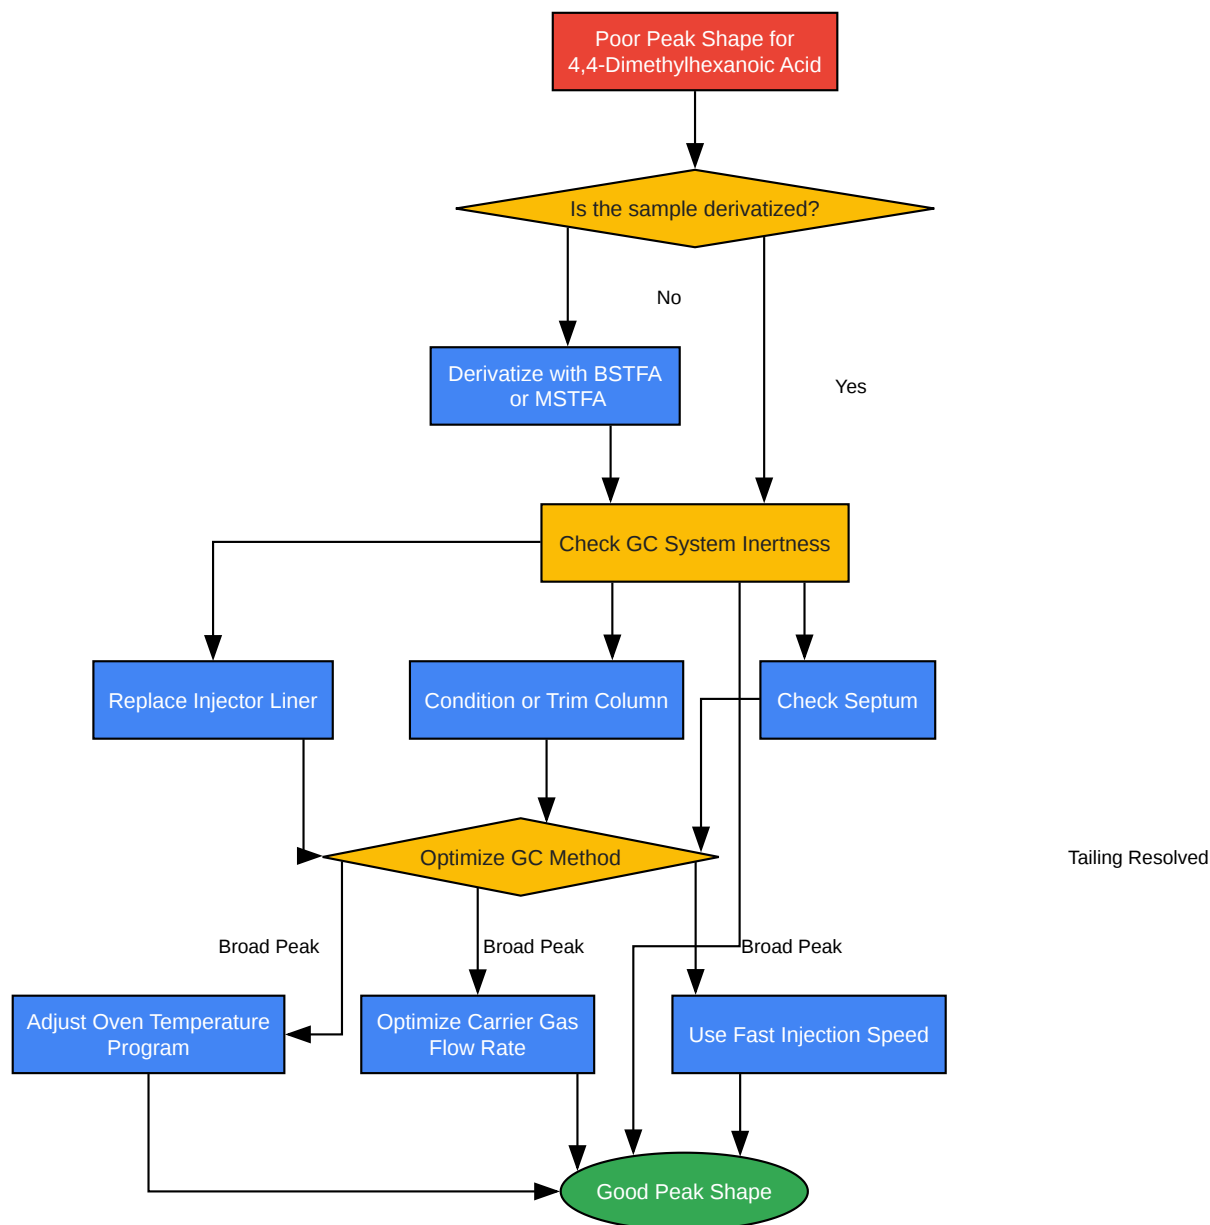 Poor Peak Shape for
4,4-Dimethylhexanoic Acid
Is the sample derivatized?
No
Derivatize with BSTFA
or MSTFA
Yes
Check GC System Inertness
Replace Injector Liner
Condition or Trim Column
Check Septum
Optimize GC Method
Tailing Resolved
Broad Peak
Broad Peak
Broad Peak
Adjust Oven Temperature
Program
Optimize Carrier Gas
Flow Rate
Use Fast Injection Speed
Good Peak Shape